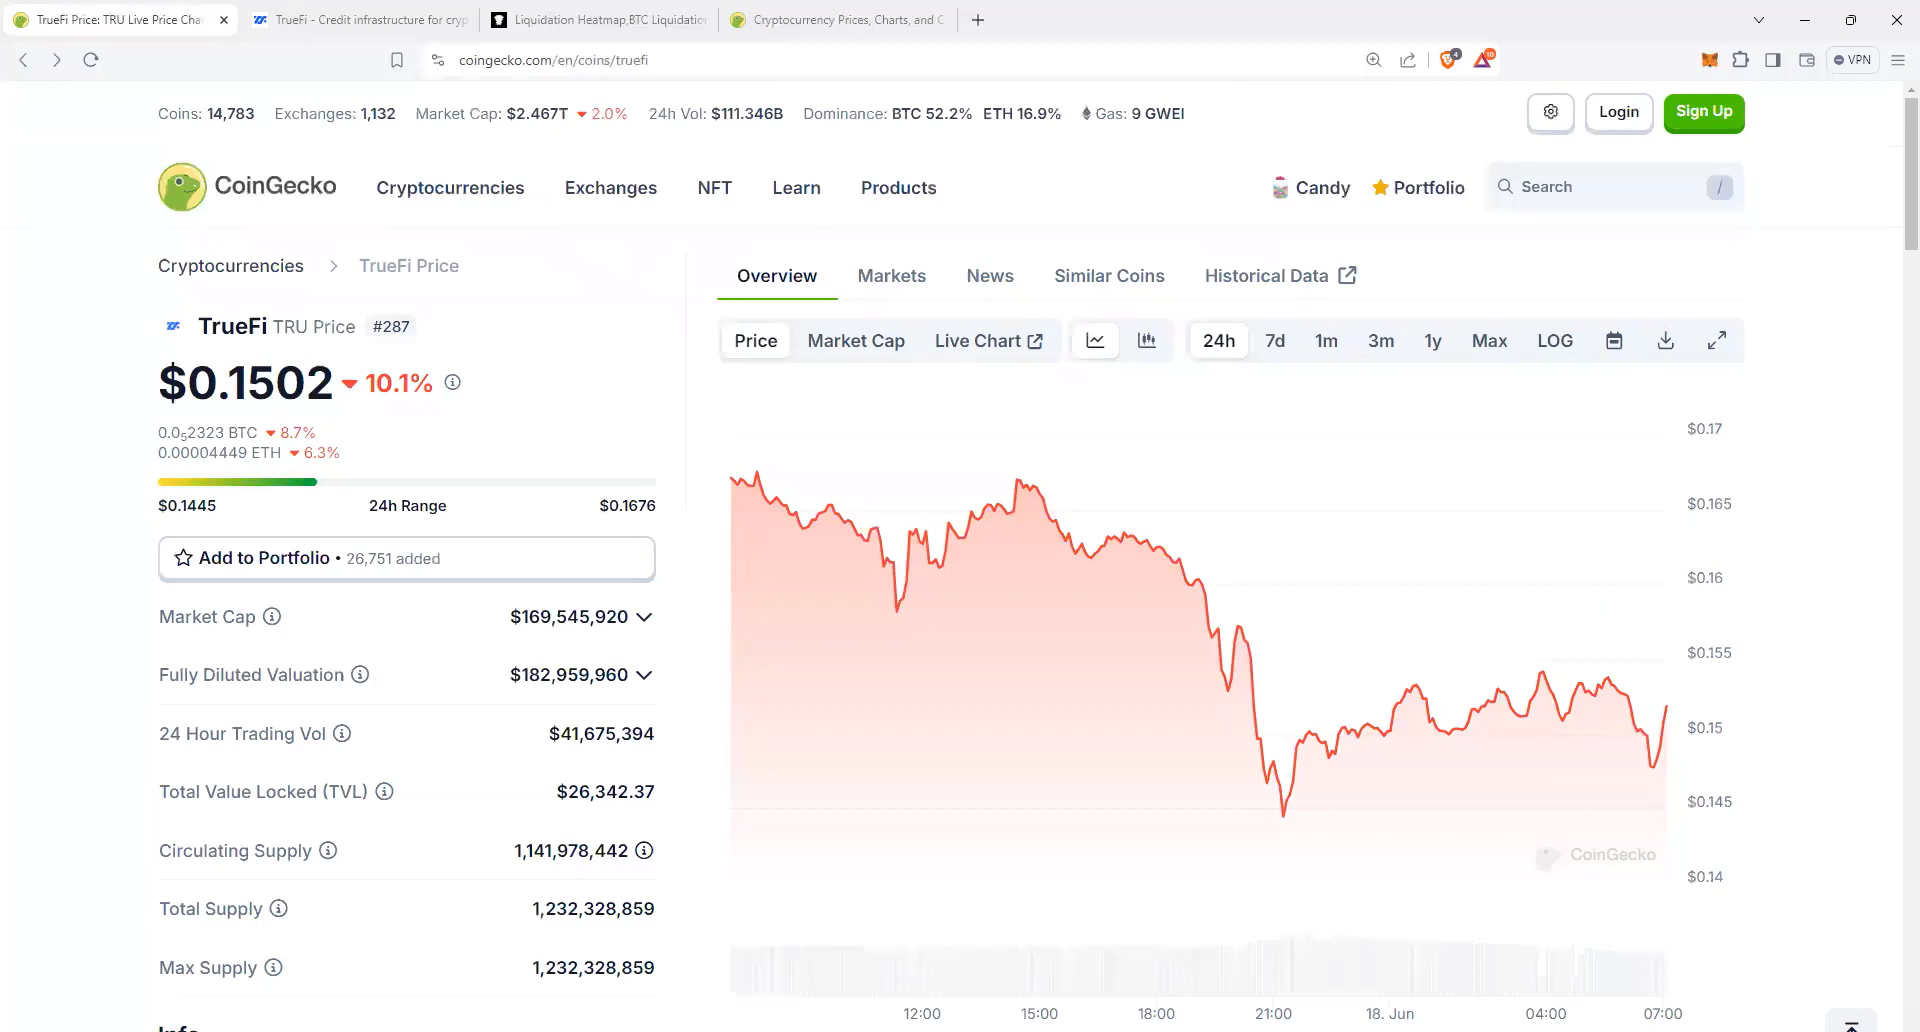 TrueFi Price: TRU Live Price Cha
TrueFi - Credit infrastructure for cryp
Liquidation Heatmap,BTC Liquidatio
Cryptocurrency Prices, Charts, and C
coingecko.com/en/coins/truefi
4
10
VPN
Coins: 14,783 Exchanges: 1,132 Market Cap: $2.467T 2.0% 24h Vol: $111.346B Dominance: BTC 52.2% ETH 16.9% Gas: 9 GWEI
Login
Sign Up
CoinGecko
Cryptocurrencies Exchanges NFT Learn Products
Candy Portfolio Search /
Cryptocurrencies > TrueFi Price
TrueFi TRU Price #287
$0.1502 10.1%
0.0₅2323 BTC 8.7%
0.00004449 ETH 6.3%
$0.1445 24h Range $0.1676
Add to Portfolio • 26,751 added
Market Cap $169,545,920
Fully Diluted Valuation $182,959,960
24 Hour Trading Vol $41,675,394
Total Value Locked (TVL) $26,342.37
Circulating Supply 1,141,978,442
Total Supply 1,232,328,859
Max Supply 1,232,328,859
Info
Overview Markets News Similar Coins Historical Data
Price Market Cap Live Chart 24h 7d 1m 3m 1y Max LOG
$0.17
$0.165
$0.16
$0.155
$0.15
$0.145
CoinGecko
$0.14
12:00 15:00 18:00 21:00 18. Jun 04:00 07:00